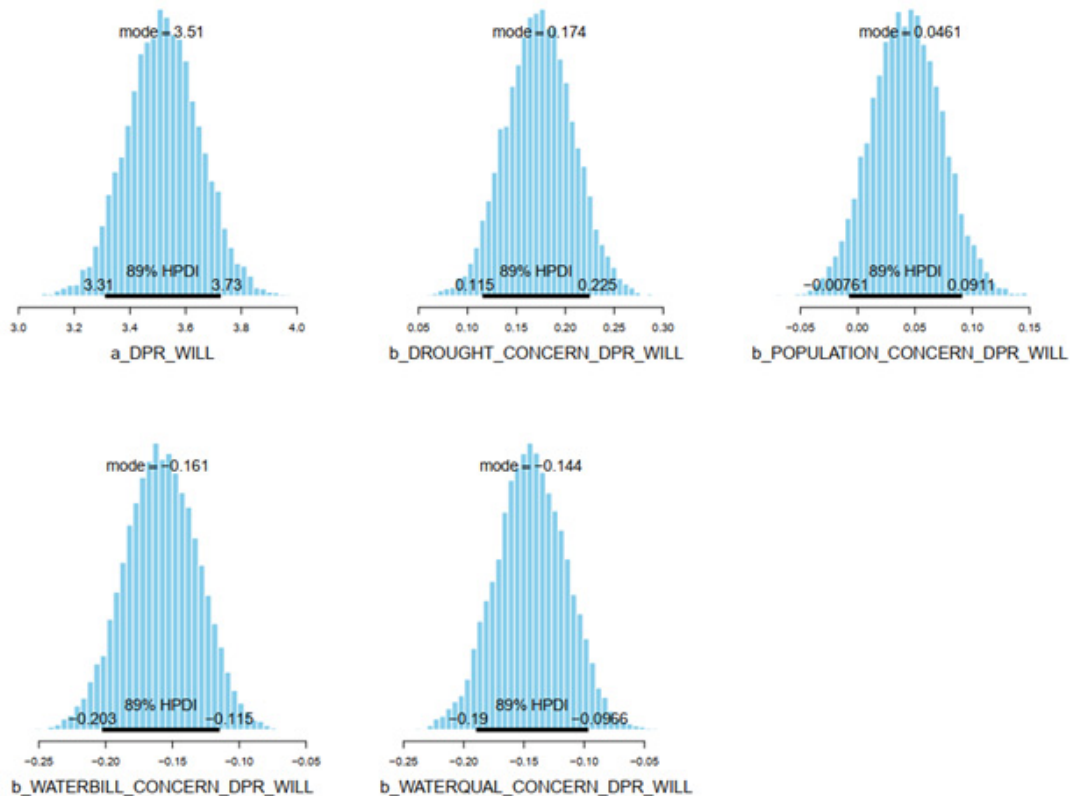 mode = 3.51
89% HPDI
3.31 3.73
3.0 3.2 3.4 3.6 3.8 4.0
a_DPR_WILL
mode = 0.174
89% HPDI
0.115 0.225
0.05 0.10 0.15 0.20 0.25 0.30
b_DROUGHT_CONCERN_DPR_WILL
mode = 0.0461
89% HPDI
−0.00761 0.0911
−0.05 0.00 0.05 0.10 0.15
b_POPULATION_CONCERN_DPR_WILL
mode = −0.161
89% HPDI
−0.203 −0.115
−0.25 −0.20 −0.15 −0.10 −0.05
b_WATERBILL_CONCERN_DPR_WILL
mode = −0.144
89% HPDI
−0.19 −0.0966
−0.25 −0.20 −0.15 −0.10 −0.05
b_WATERQUAL_CONCERN_DPR_WILL